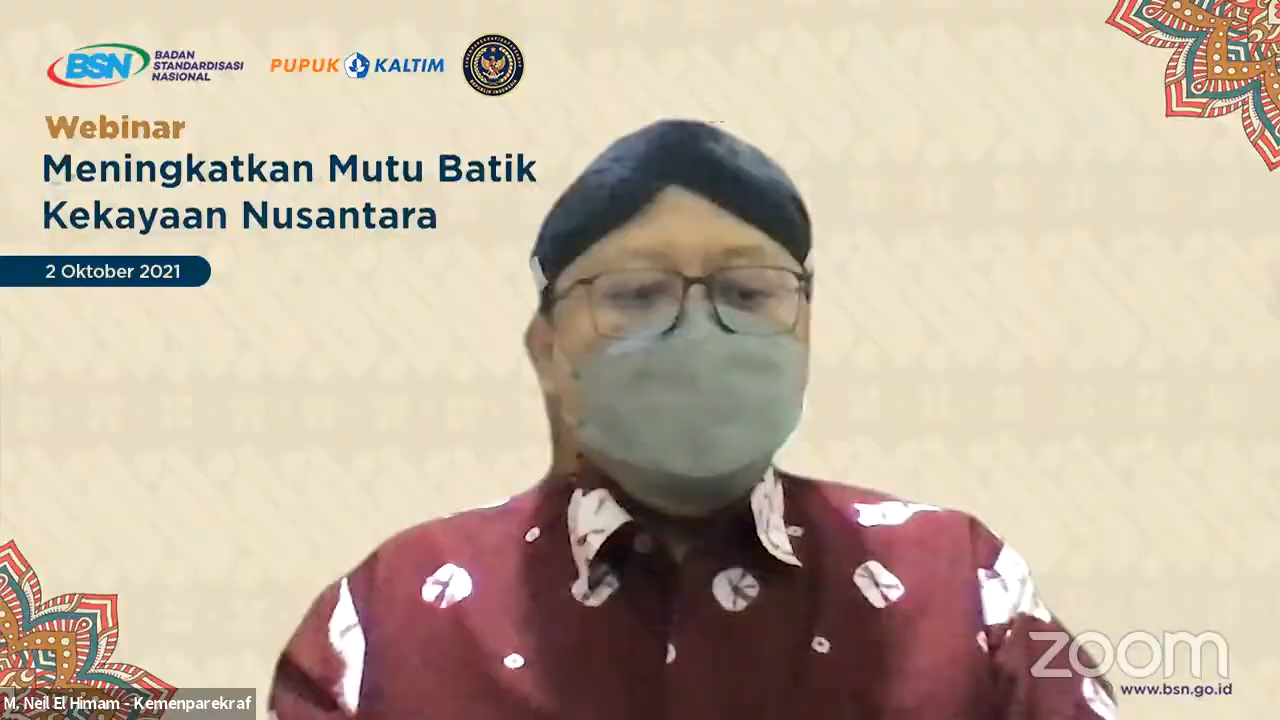 BSN
BADAN
STANDARDISASI
NASIONAL
PUPUK KALTIM
Webinar
Meningkatkan Mutu Batik
Kekayaan Nusantara
2 Oktober 2021
zoom
www.bsn.go.id
M. Neil El Himam - Kemenparekraf